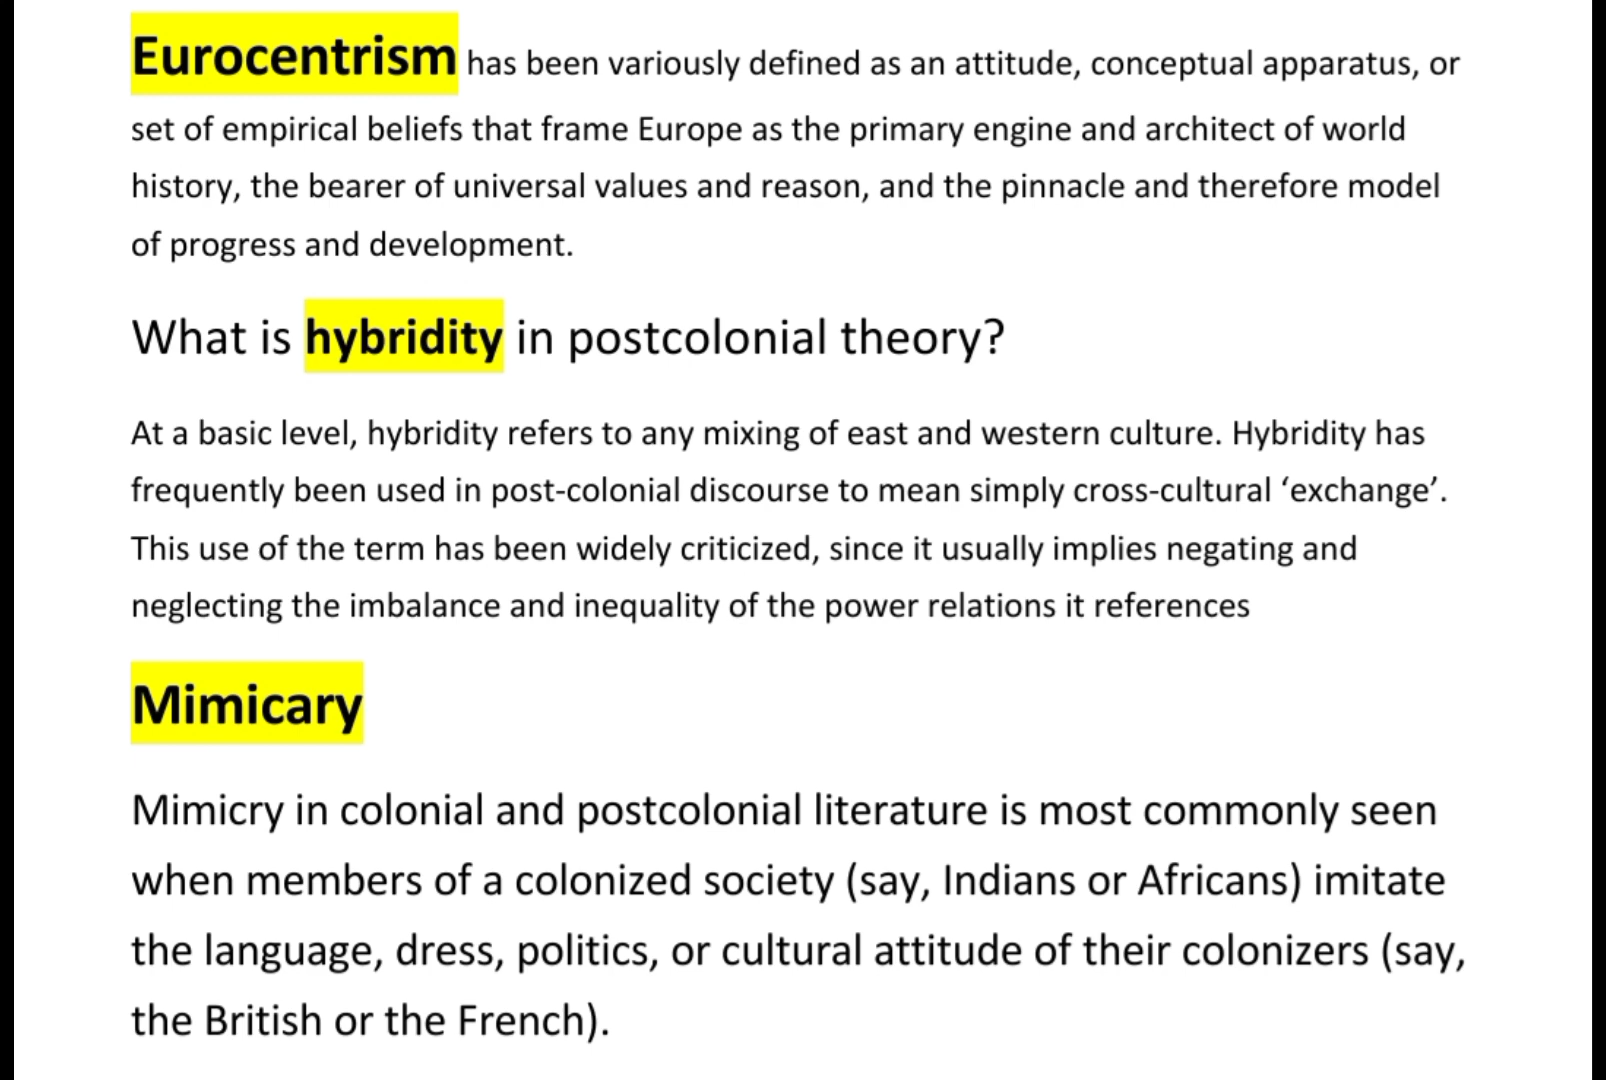 Eurocentrism has been variously defined as an attitude, conceptual apparatus, or
set of empirical beliefs that frame Europe as the primary engine and architect of world
history, the bearer of universal values and reason, and the pinnacle and therefore model
of progress and development.
What is hybridity in postcolonial theory?
At a basic level, hybridity refers to any mixing of east and western culture. Hybridity has
frequently been used in post-colonial discourse to mean simply cross-cultural ‘exchange’.
This use of the term has been widely criticized, since it usually implies negating and
neglecting the imbalance and inequality of the power relations it references
Mimicary
Mimicry in colonial and postcolonial literature is most commonly seen
when members of a colonized society (say, Indians or Africans) imitate
the language, dress, politics, or cultural attitude of their colonizers (say,
the British or the French).